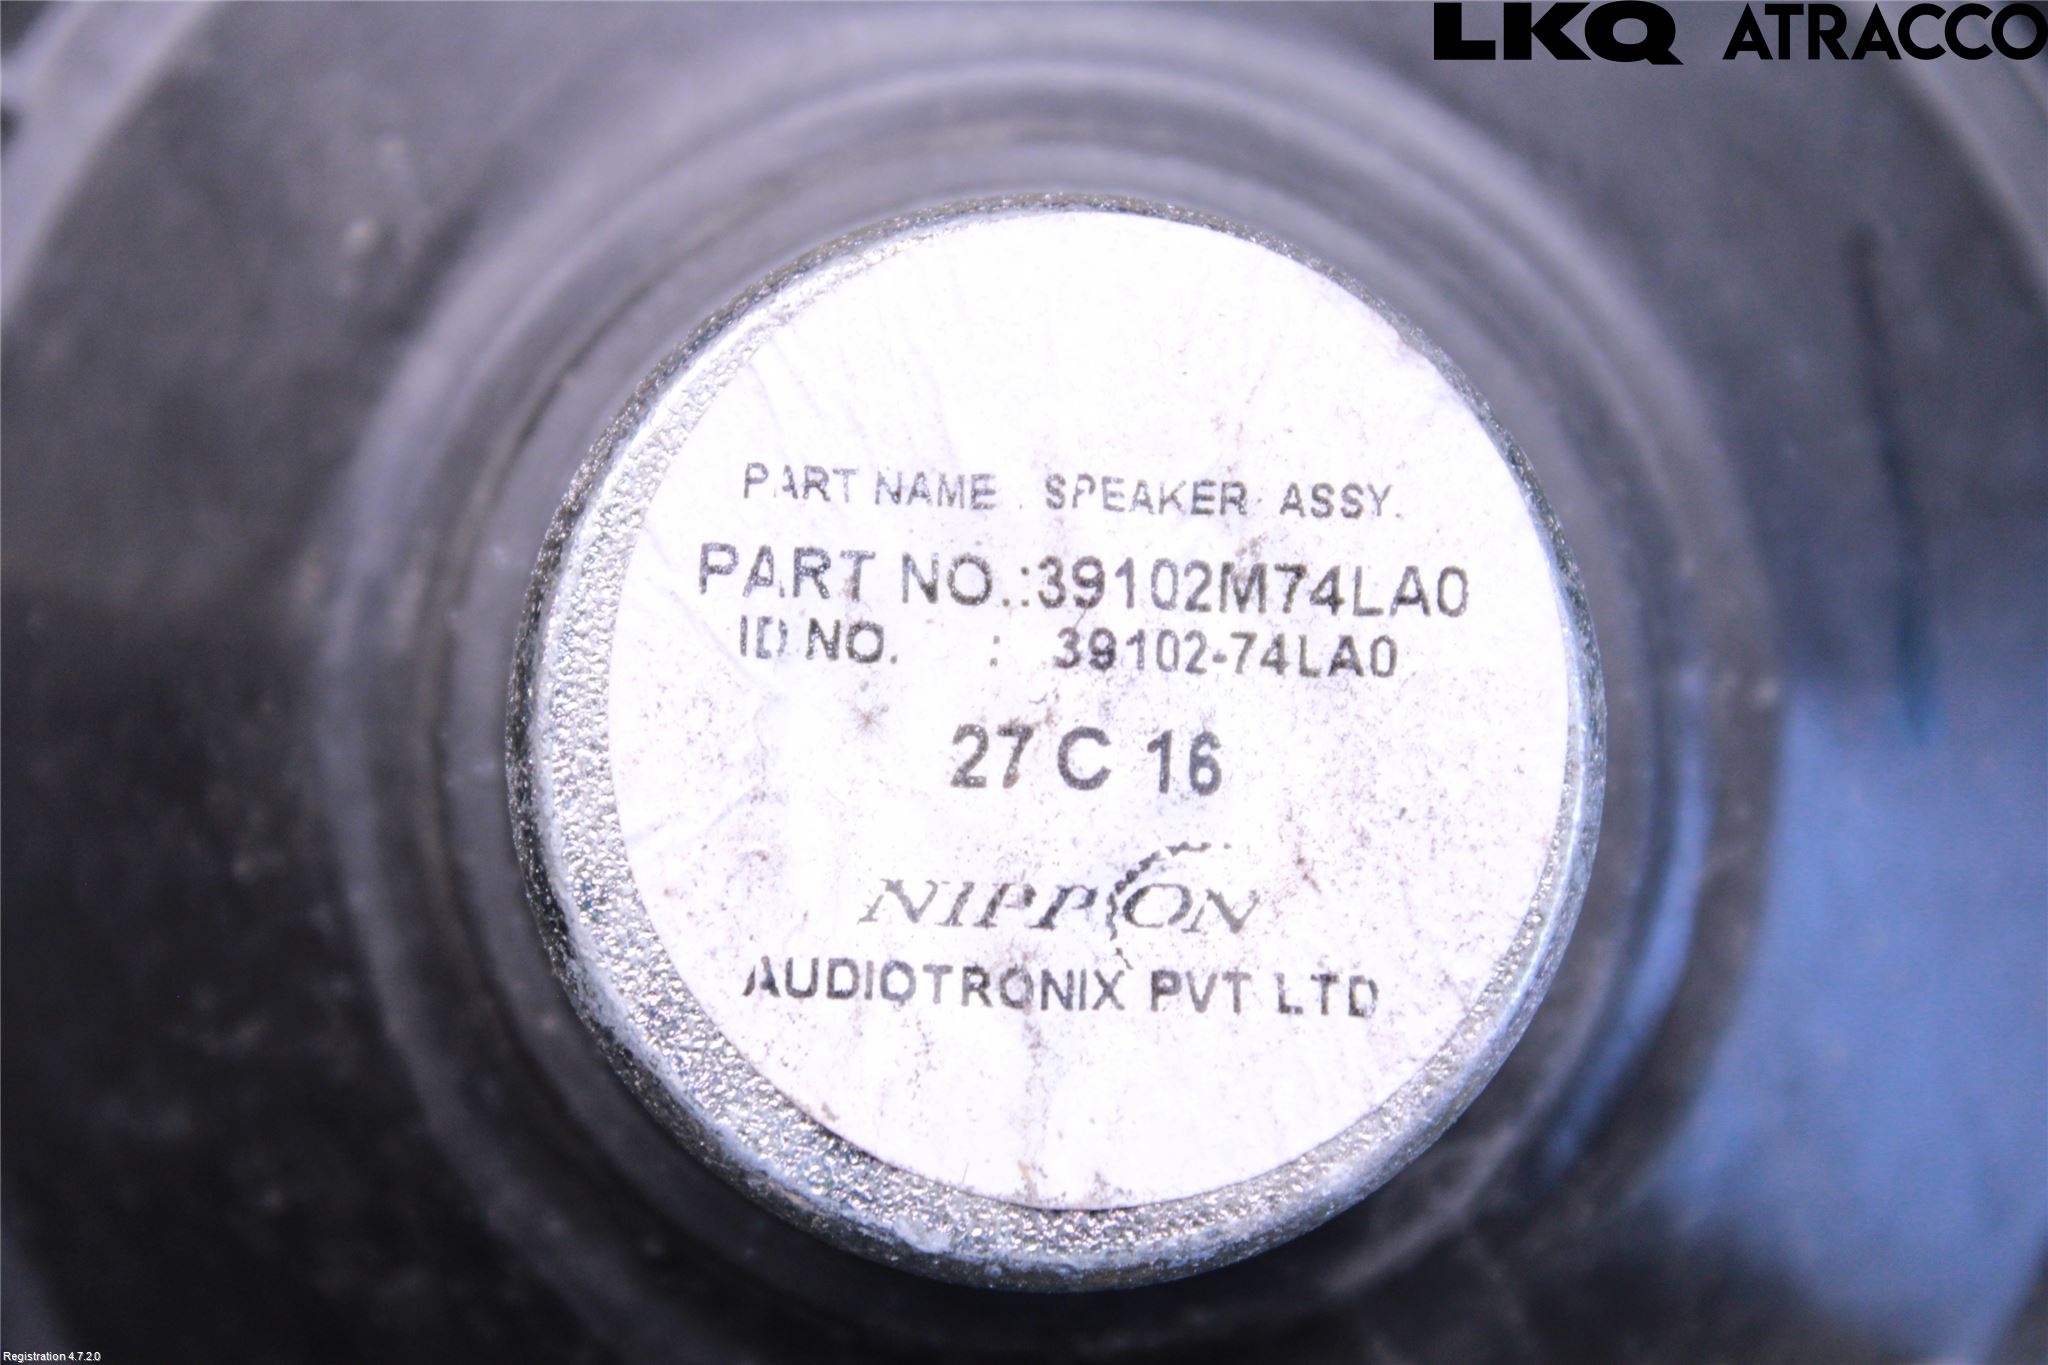 LKQ ATRACCO
PART NAME : SPEAKER ASSY.
PART NO.:39102M74LA0
ID NO. : 39102-74LA0
27 C 16
NIPPON
AUDIOTRONIX PVT LTD
Registration 4.7.2.0